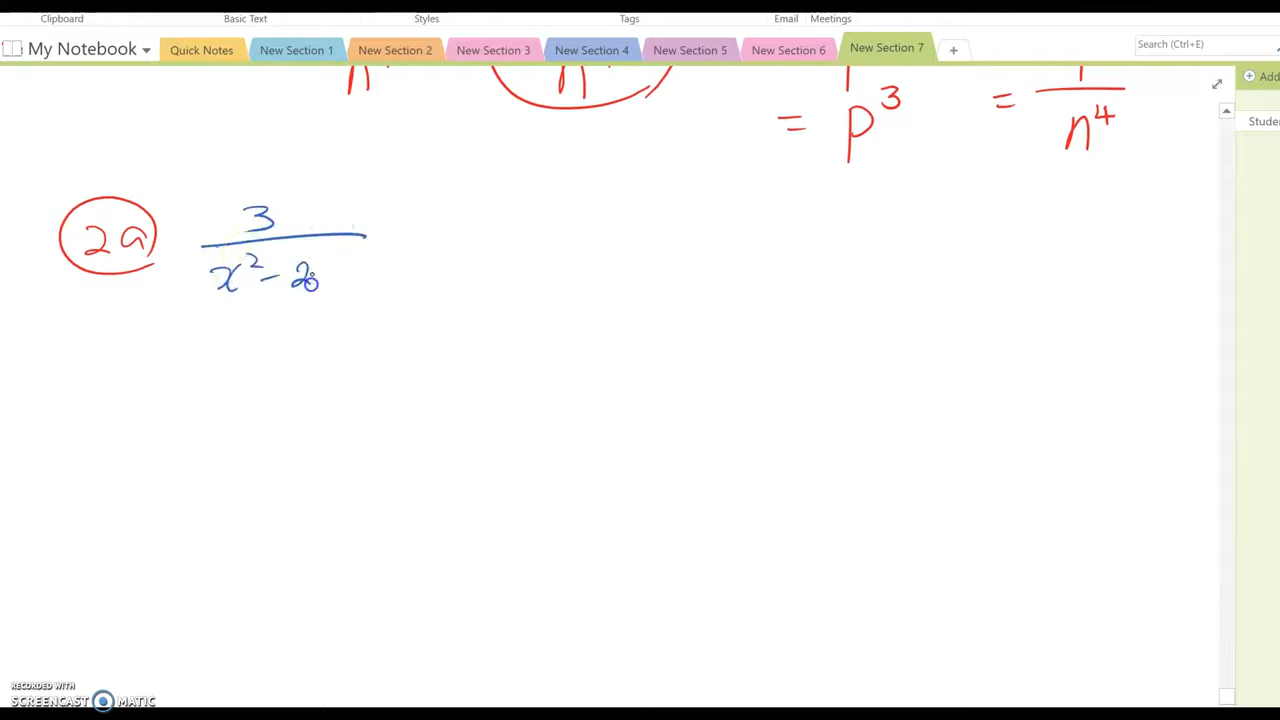 Clipboard Basic Text Styles Tags Email Meetings
My Notebook Quick Notes New Section 1 New Section 2 New Section 3 New Section 4 New Section 5 New Section 6 New Section 7 + Search (Ctrl+E)
Add
Studen
= p³ = 1/n⁴
2a) 3
x² - 2
RECORDED WITH
SCREENCAST MATIC